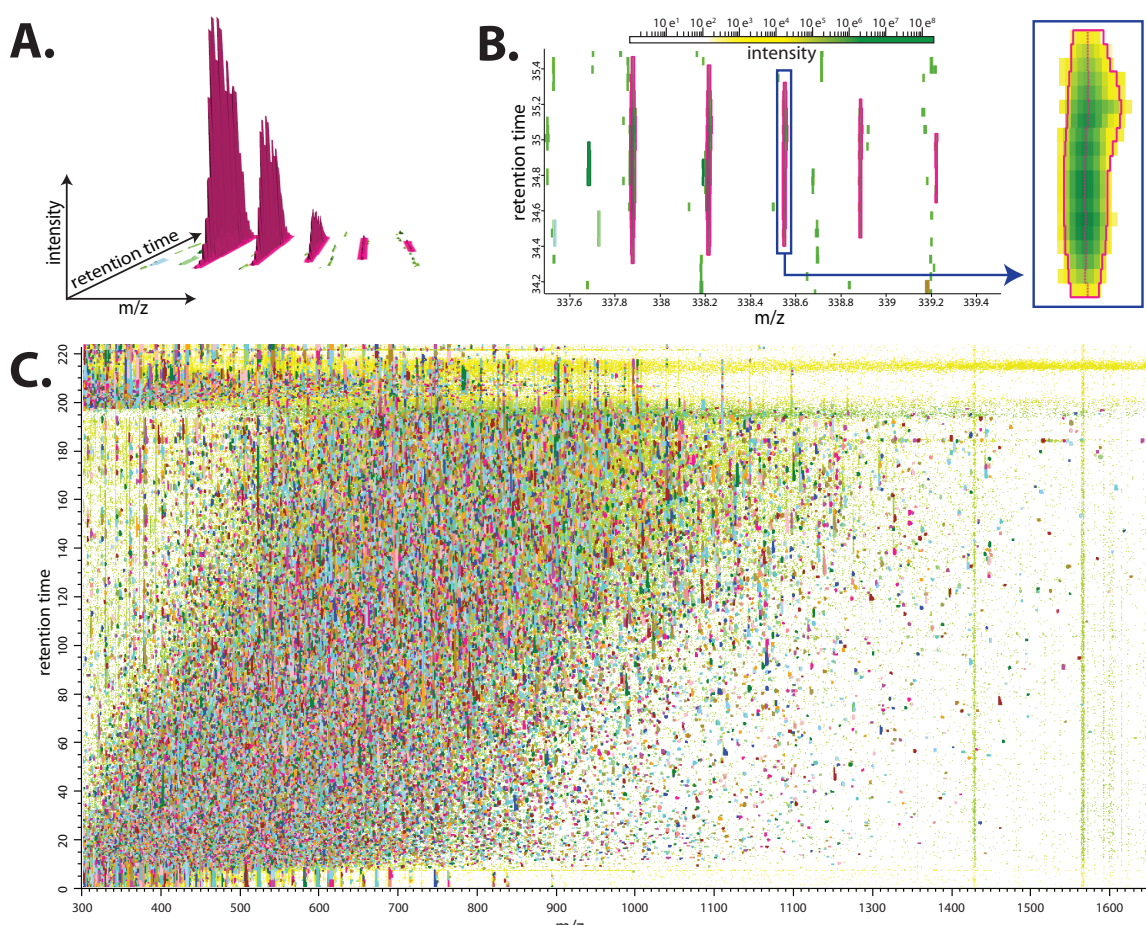 A.
intensity
retention time
m/z
B.
10 e¹ 10 e² 10 e³ 10 e⁴ 10 e⁵ 10 e⁶ 10 e⁷ 10 e⁸
intensity
retention time
35.4
35.2
35
34.8
34.6
34.4
34.2
337.6 337.8 338 338.2 338.4 338.6 338.8 339 339.2 339.4
m/z
C.
retention time
220
200
180
160
140
120
100
80
60
40
20
0
300 400 500 600 700 800 900 1000 1100 1100 1300 1400 1500 1600
m/z